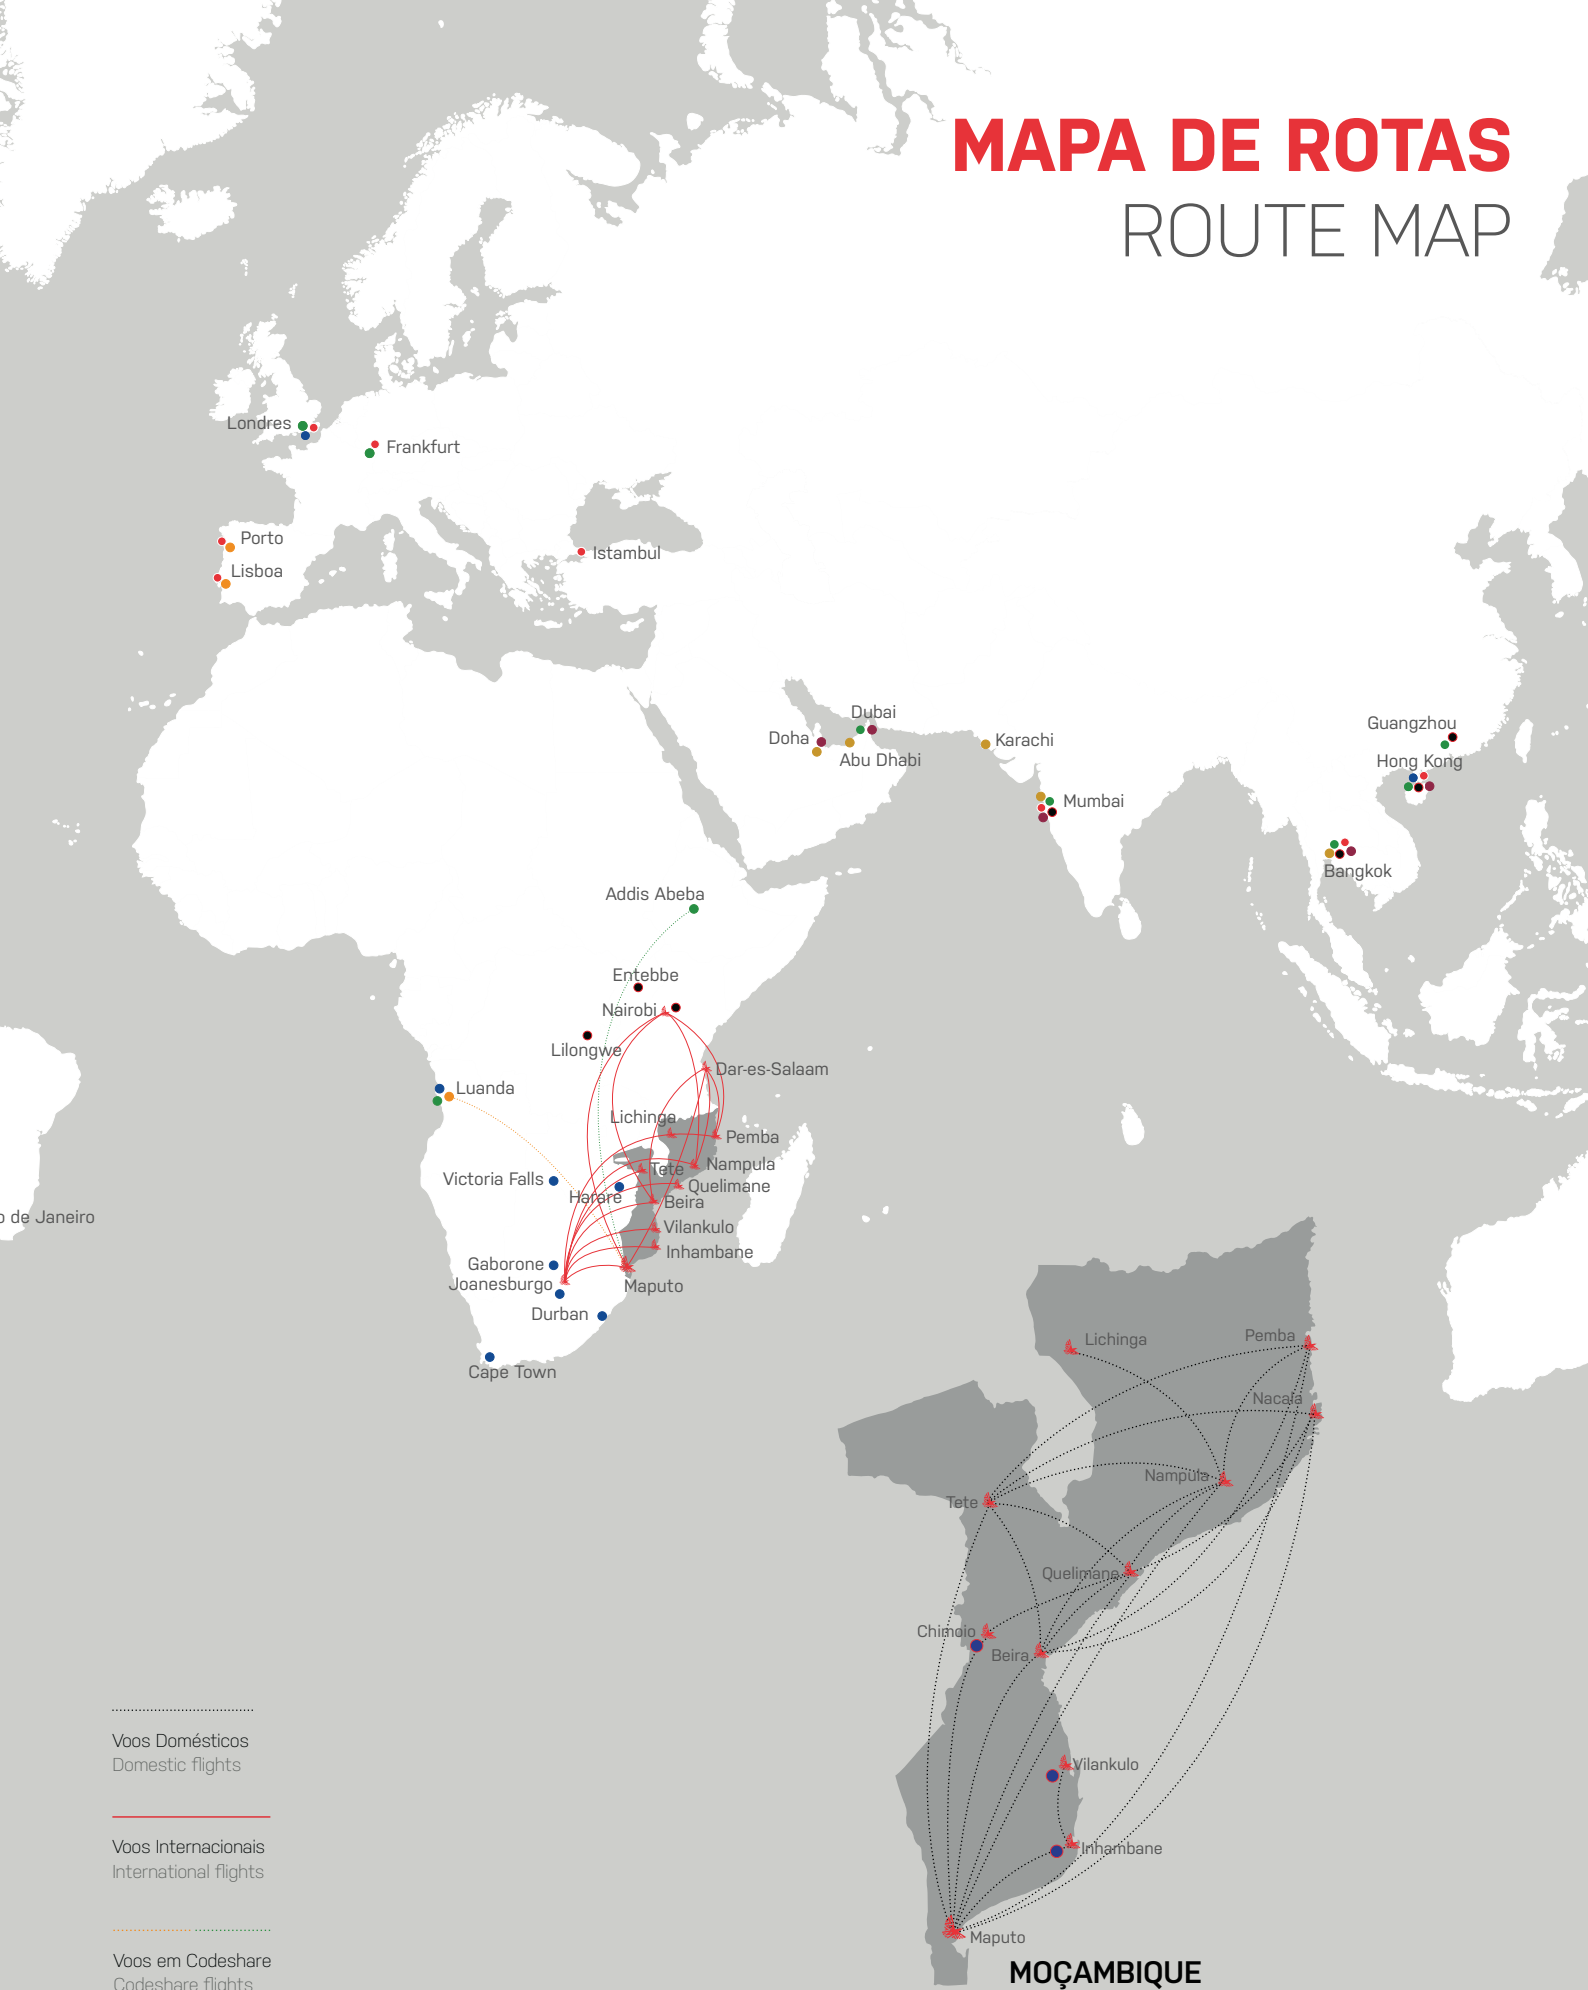 MAPA DE ROTAS
ROUTE MAP
Londres
Frankfurt
Porto
Istambul
Lisboa
Dubai
Guangzhou
Doha
Karachi
Abu Dhabi
Hong Kong
Mumbai
Bangkok
Addis Abeba
Entebbe
Nairobi
Lilongwe
Dar-es-Salaam
Luanda
Lichinga
Pemba
Nampula
Tete
Victoria Falls
Quelimane
Harare
Beira
o de Janeiro
Vilankulo
Inhambane
Gaborone
Joanesburgo
Maputo
Durban
Cape Town
Lichinga
Pemba
Nacala
Nampula
Tete
Quelimane
Chimoio
Beira
Vilankulo
Inhambane
Maputo
MOÇAMBIQUE
Voos Domésticos
Domestic flights
Voos Internacionais
International flights
Voos em Codeshare
Codeshare flights